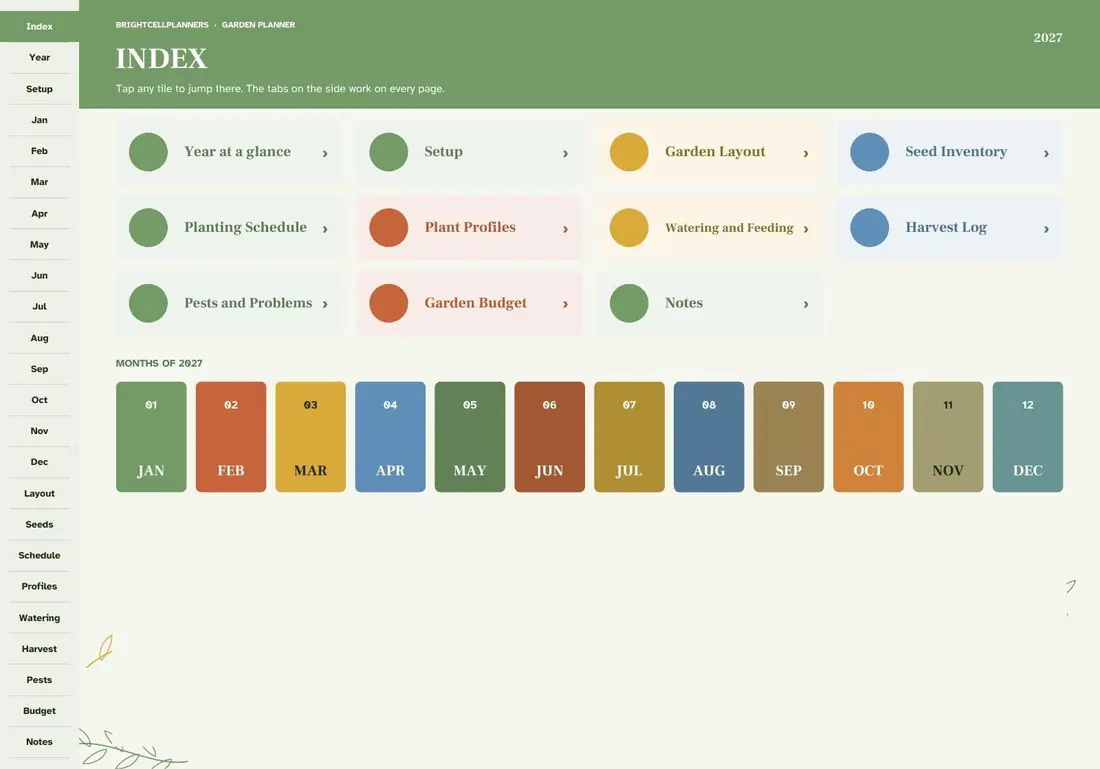 Index
Year
Setup
Jan
Feb
Mar
Apr
May
Jun
Jul
Aug
Sep
Oct
Nov
Dec
Layout
Seeds
Schedule
Profiles
Watering
Harvest
Pests
Budget
Notes
BRIGHTCELLPLANNERS · GARDEN PLANNER
2027
INDEX
Tap any tile to jump there. The tabs on the side work on every page.
Year at a glance ›
Setup ›
Garden Layout ›
Seed Inventory ›
Planting Schedule ›
Plant Profiles ›
Watering and Feeding ›
Harvest Log ›
Pests and Problems ›
Garden Budget ›
Notes ›
MONTHS OF 2027
01 02 03 04 05 06 07 08 09 10 11 12
JAN FEB MAR APR MAY JUN JUL AUG SEP OCT NOV DEC